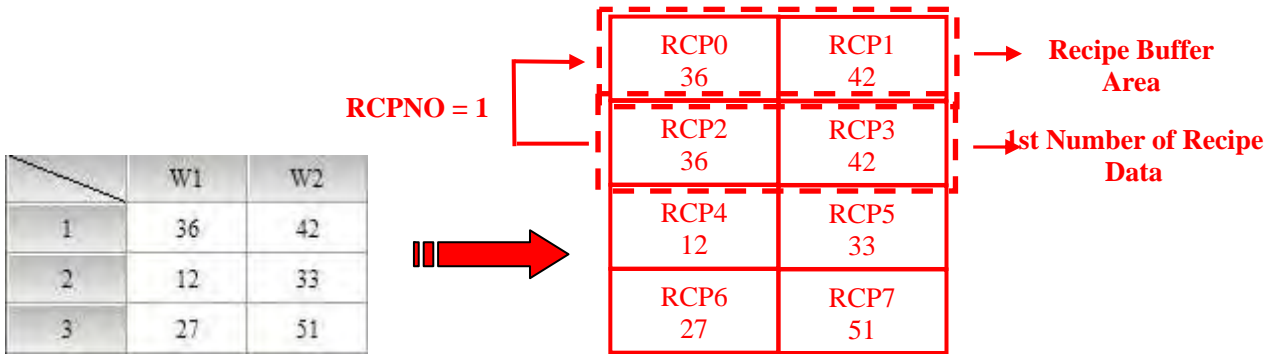 RCP0 RCP1
36 42
Recipe Buffer
Area
RCPNO = 1
RCP2 RCP3
36 42
1st Number of Recipe
Data
RCP4 RCP5
12 33
RCP6 RCP7
27 51
W1 W2
1 36 42
2 12 33
3 27 51